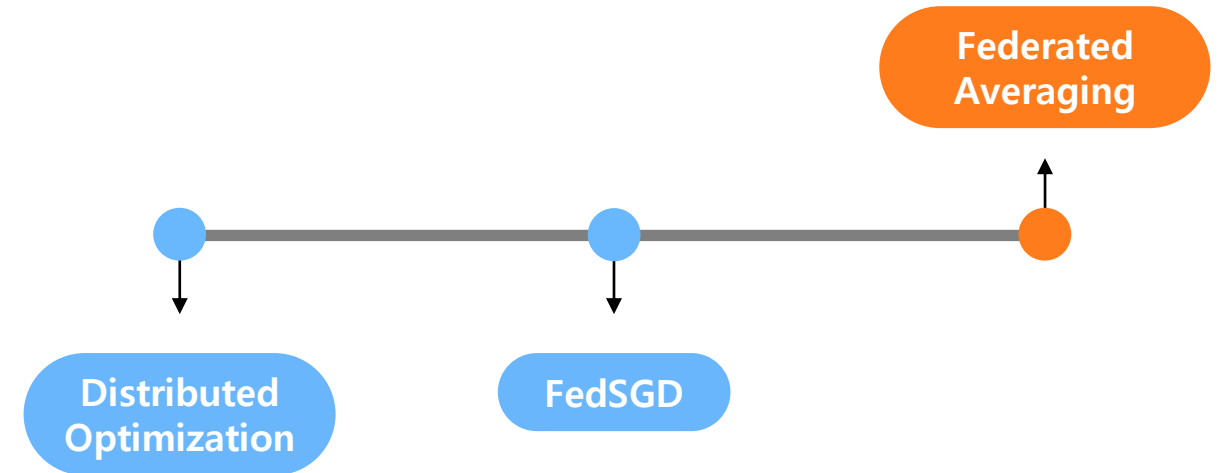 Federated
Averaging
Distributed
Optimization
FedSGD